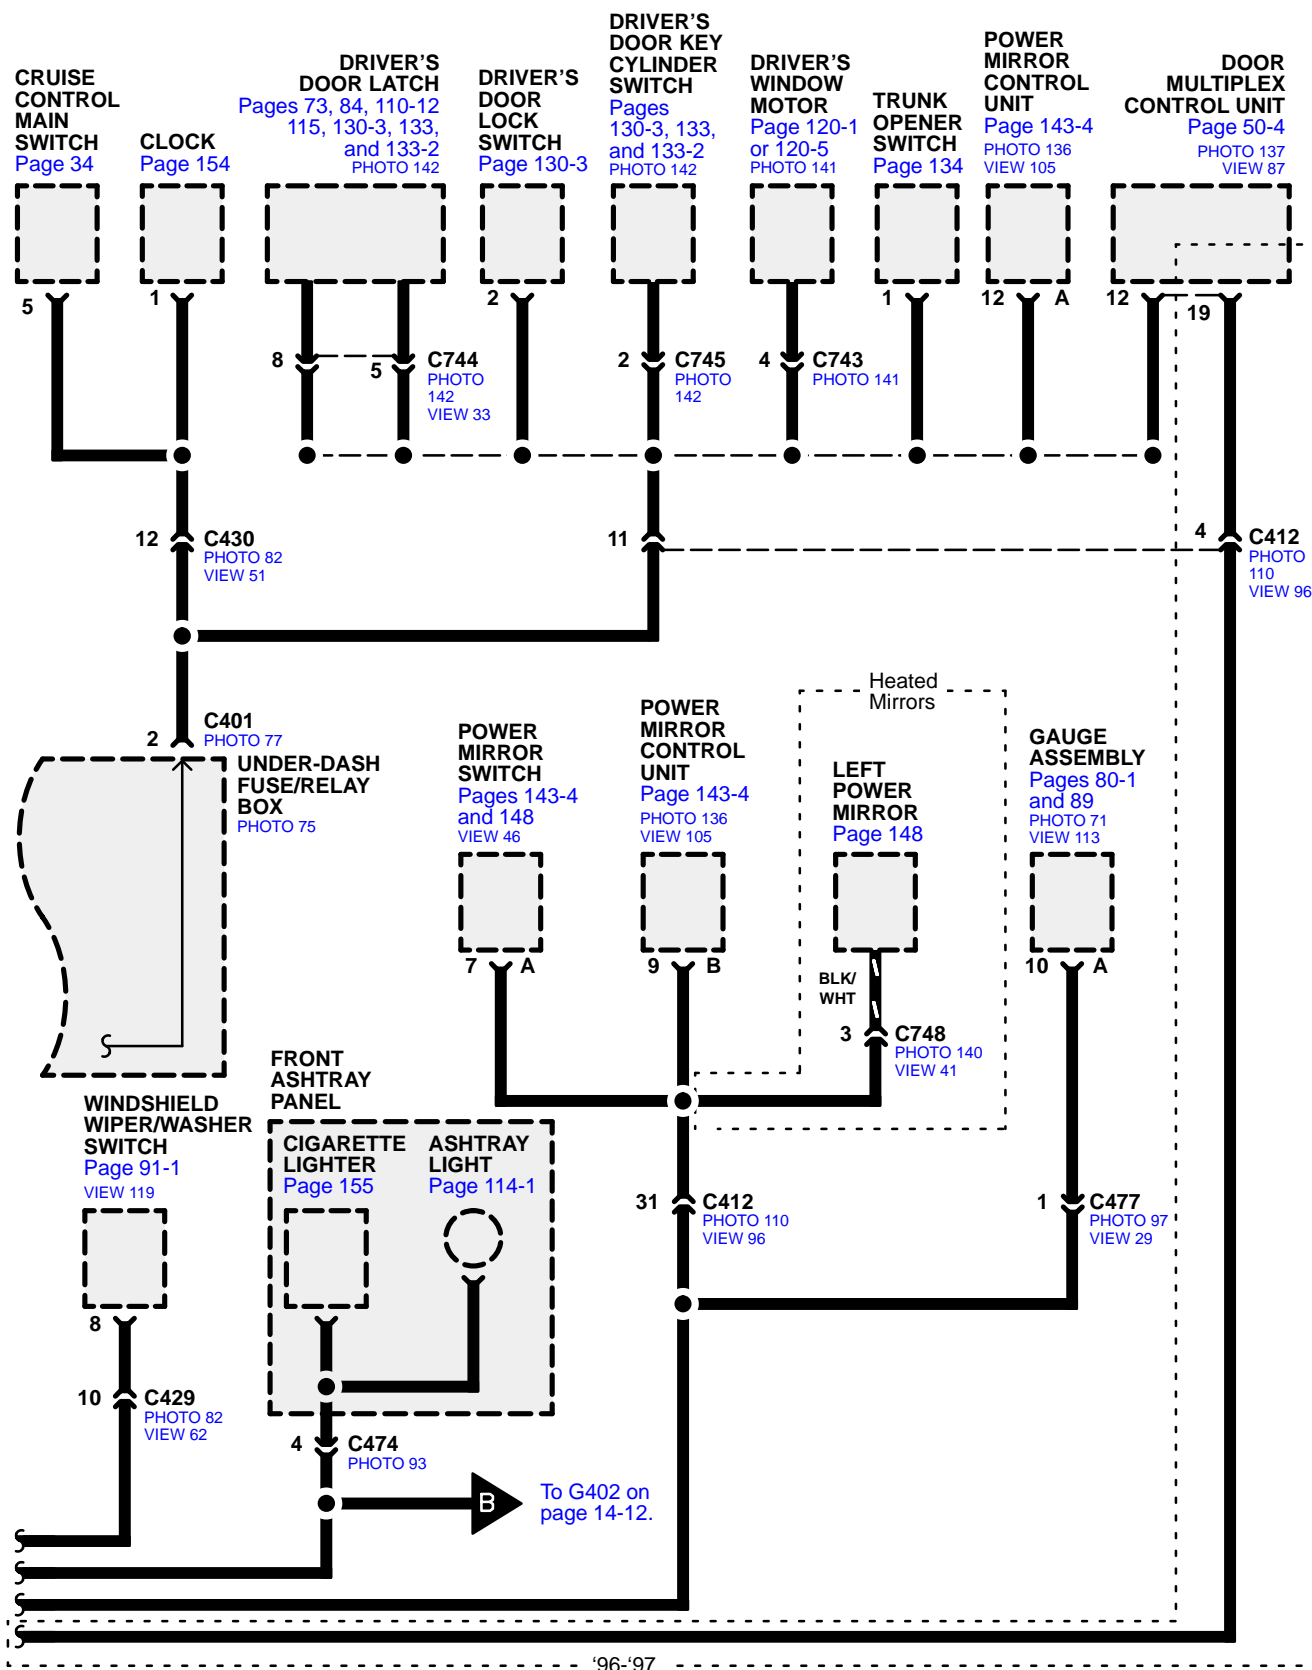 CRUISE
CONTROL
MAIN
SWITCH
Page 34
CLOCK
Page 154
DRIVER’S
DOOR LATCH
Pages 73, 84, 110-12
115, 130-3, 133,
and 133-2
PHOTO 142
DRIVER’S
DOOR
LOCK
SWITCH
Page 130-3
DRIVER’S
DOOR KEY
CYLINDER
SWITCH
Pages
130-3, 133,
and 133-2
PHOTO 142
DRIVER’S
WINDOW
MOTOR
Page 120-1
or 120-5
PHOTO 141
TRUNK
OPENER
SWITCH
Page 134
POWER
MIRROR
CONTROL
UNIT
Page 143-4
PHOTO 136
VIEW 105
DOOR
MULTIPLEX
CONTROL UNIT
Page 50-4
PHOTO 137
VIEW 87
5
1
2
1
12 A
12
19
8
5
C744
PHOTO
142
VIEW 33
2
C745
PHOTO
142
4
C743
PHOTO 141
12
C430
PHOTO 82
VIEW 51
11
4
C412
PHOTO
110
VIEW 96
2
C401
PHOTO 77
UNDER-DASH
FUSE/RELAY
BOX
PHOTO 75
POWER
MIRROR
SWITCH
Pages 143-4
and 148
VIEW 46
POWER
MIRROR
CONTROL
UNIT
Page 143-4
PHOTO 136
VIEW 105
Heated
Mirrors
LEFT
POWER
MIRROR
Page 148
GAUGE
ASSEMBLY
Pages 80-1
and 89
PHOTO 71
VIEW 113
7 A
9 B
BLK/
WHT
10 A
3
C748
PHOTO 140
VIEW 41
WINDSHIELD
WIPER/WASHER
SWITCH
Page 91-1
VIEW 119
FRONT
ASHTRAY
PANEL
CIGARETTE
LIGHTER
Page 155
ASHTRAY
LIGHT
Page 114-1
31
C412
PHOTO 110
VIEW 96
1
C477
PHOTO 97
VIEW 29
8
10
C429
PHOTO 82
VIEW 62
4
C474
PHOTO 93
B
To G402 on
page 14-12.
‘96-‘97